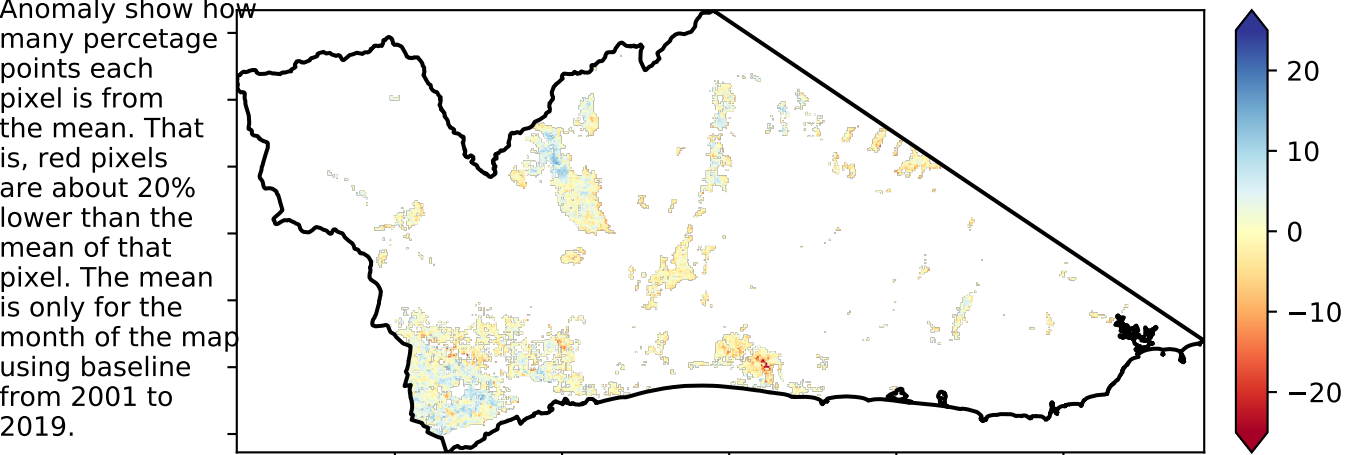 Anomaly show how
many percetage
points each
pixel is from
the mean. That
is, red pixels
are about 20%
lower than the
mean of that
pixel. The mean
is only for the
month of the map
using baseline
from 2001 to
2019.
20
10
0
−10
−20